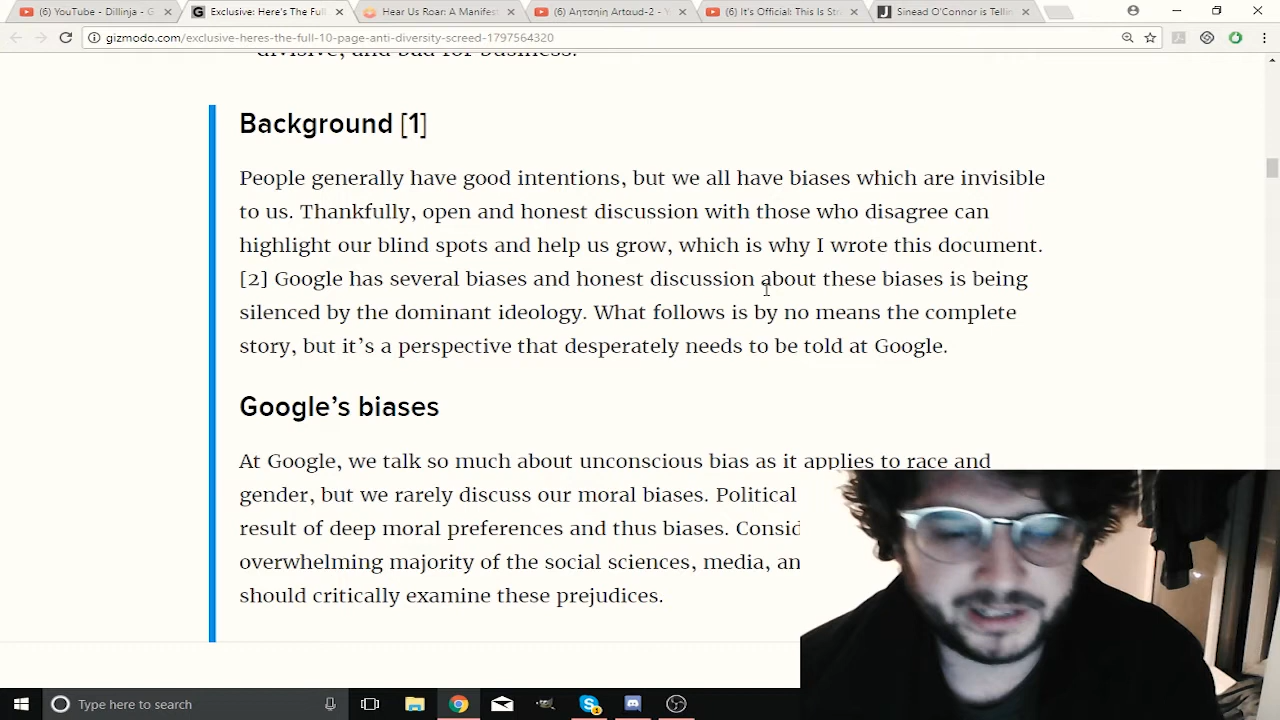 (6) YouTube - Dillinja - G
Exclusive: Here's The Full
Hear Us Roar: A Manifest
(6) It's Official: This Is Str
Sinead O'Connor is Tellin
gizmodo.com/exclusive-heres-the-full-10-page-anti-diversity-screed-1797564320
divisive, and bad for business.
Background [1]
People generally have good intentions, but we all have biases which are invisible
to us. Thankfully, open and honest discussion with those who disagree can
highlight our blind spots and help us grow, which is why I wrote this document.
[2] Google has several biases and honest discussion about these biases is being
silenced by the dominant ideology. What follows is by no means the complete
story, but it's a perspective that desperately needs to be told at Google.
Google's biases
At Google, we talk so much about unconscious bias as it applies to race and
gender, but we rarely discuss our moral biases. Political
result of deep moral preferences and thus biases. Consid
overwhelming majority of the social sciences, media, an
should critically examine these prejudices.
Type here to search